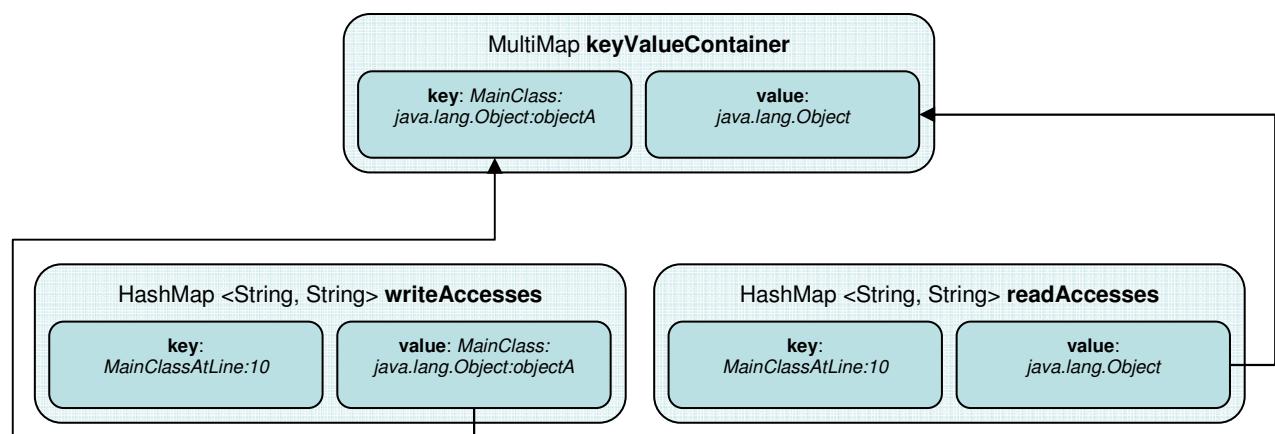 MultiMap keyValueContainer
key: MainClass:
java.lang.Object:objectA
value:
java.lang.Object
HashMap <String, String> writeAccesses
key:
MainClassAtLine:10
value: MainClass:
java.lang.Object:objectA
HashMap <String, String> readAccesses
key:
MainClassAtLine:10
value:
java.lang.Object